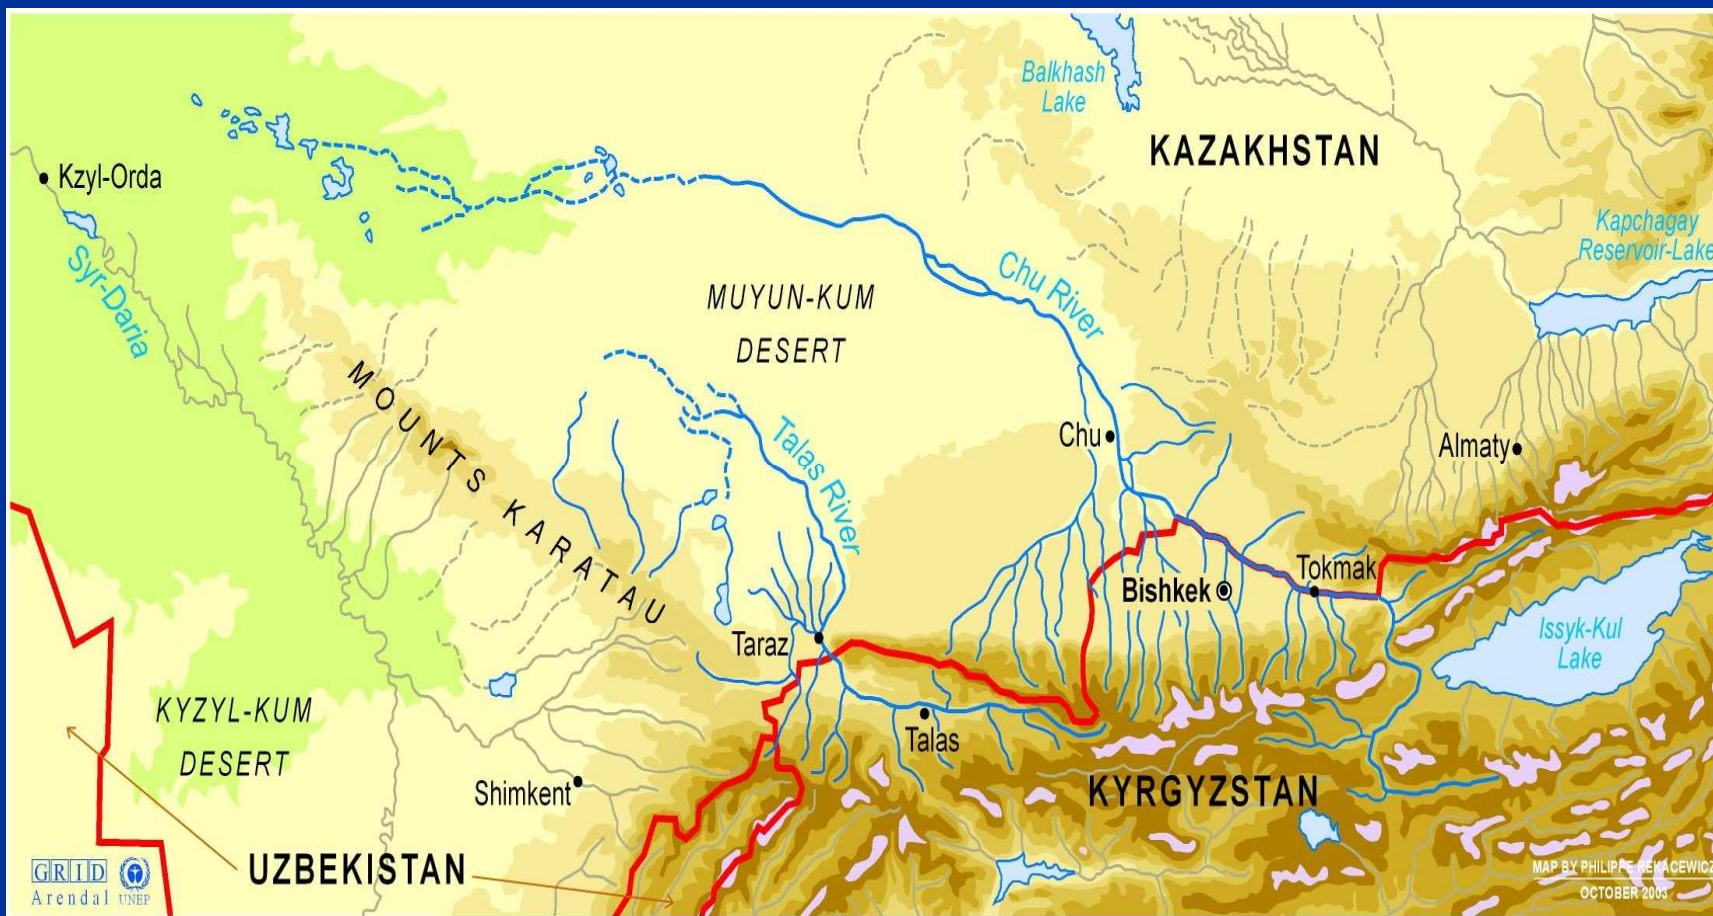 Balkhash
Lake
KAZAKHSTAN
Kzyl-Orda
Kapchagay
Reservoir-Lake
Syr-Daria
Chu River
MUYUN-KUM
DESERT
MOUNTS KARATAU
Talas River
Chu
Almaty
Tokmak
Bishkek
Taraz
Issyk-Kul
Lake
KYZYL-KUM
DESERT
Talas
Shimkent
KYRGYZSTAN
UZBEKISTAN
GRID
Arendal
UNEP
MAP BY PHILIPPE REKACEWICZ
OCTOBER 2003